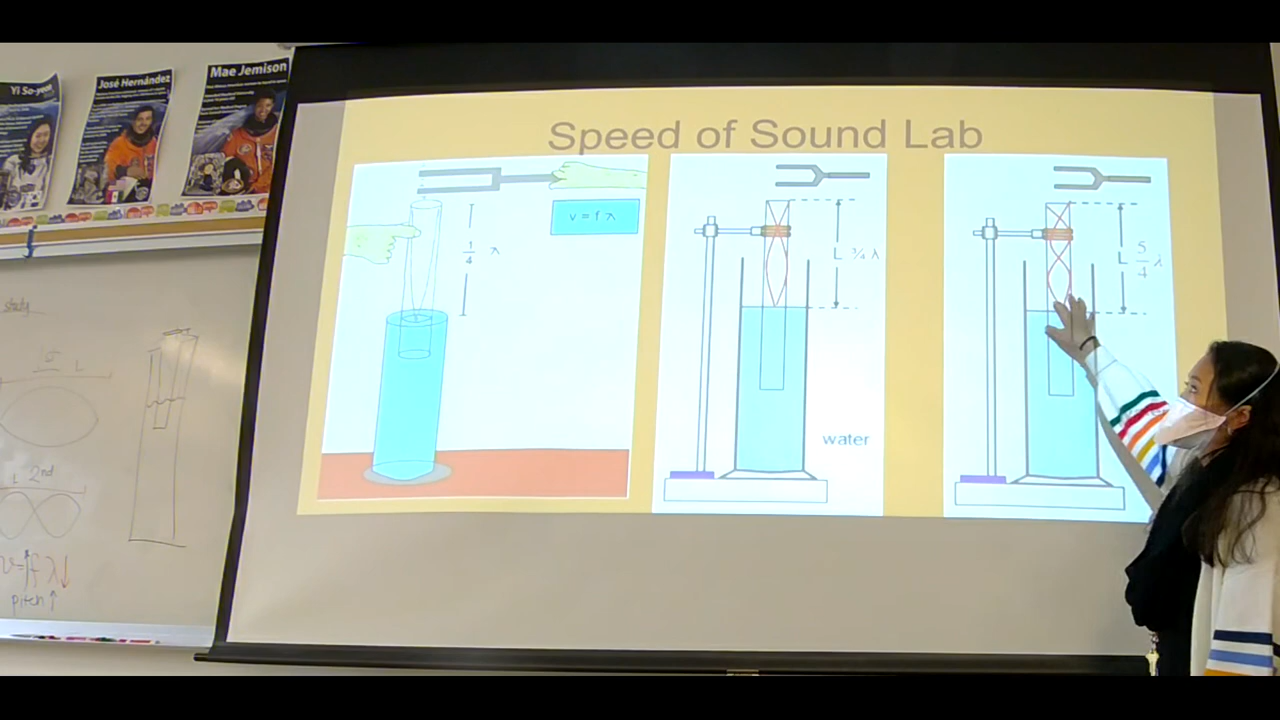 Yi So-yeon
José Hernández
Mae Jemison
Speed of Sound Lab
v = f λ
1/4 λ
L ¾ λ
water
L 5/4 λ
study
L
L 2nd
v=f λ↓
pitch ↑